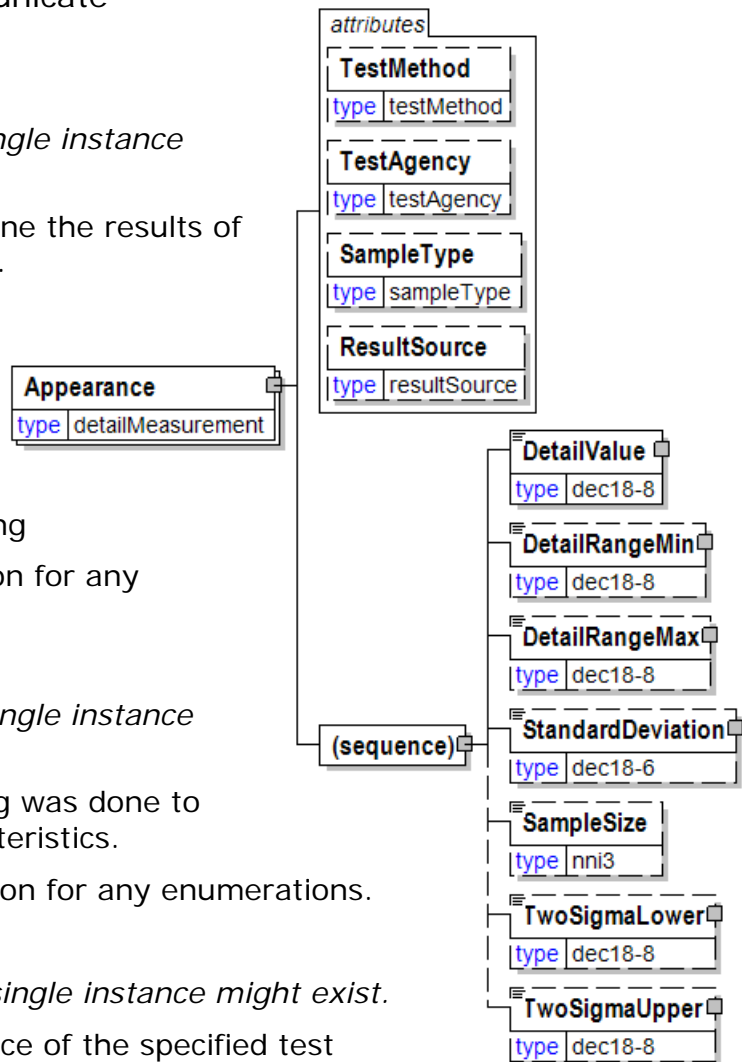 attributes
TestMethod
type testMethod
ngle instance
TestAgency
type testAgency
ne the results of
.
SampleType
type sampleType
ResultSource
type resultSource
Appearance
type detailMeasurement
DetailValue
type dec18-8
ng
DetailRangeMin
type dec18-8
on for any
DetailRangeMax
type dec18-8
ngle instance
StandardDeviation
type dec18-6
(sequence)
g was done to
teristics.
SampleSize
type nni3
on for any enumerations.
TwoSigmaLower
type dec18-8
single instance might exist.
TwoSigmaUpper
type dec18-8
ce of the specified test